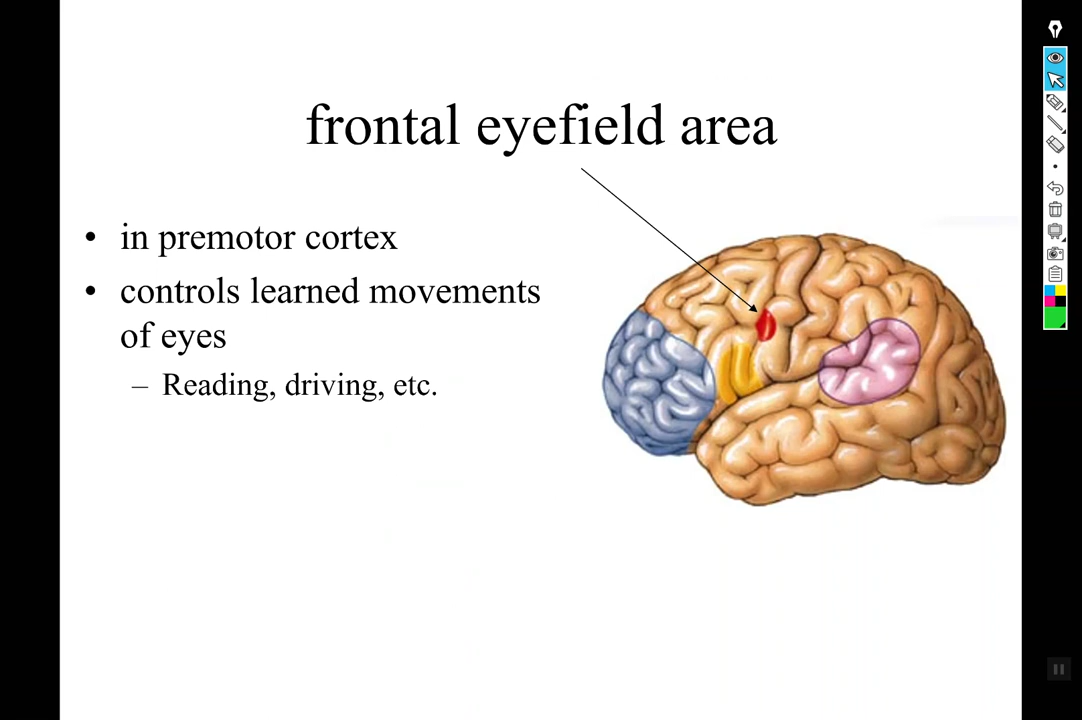 frontal eyefield area
• in premotor cortex
• controls learned movements
of eyes
– Reading, driving, etc.